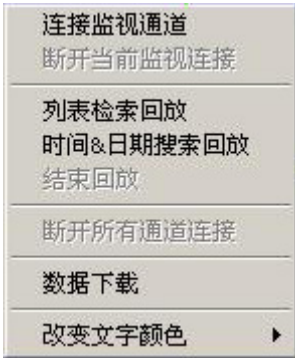 连接监视通道
断开当前监视连接
列表检索回放
时间&日期搜索回放
结束回放
断开所有通道连接
数据下载
改变文字颜色